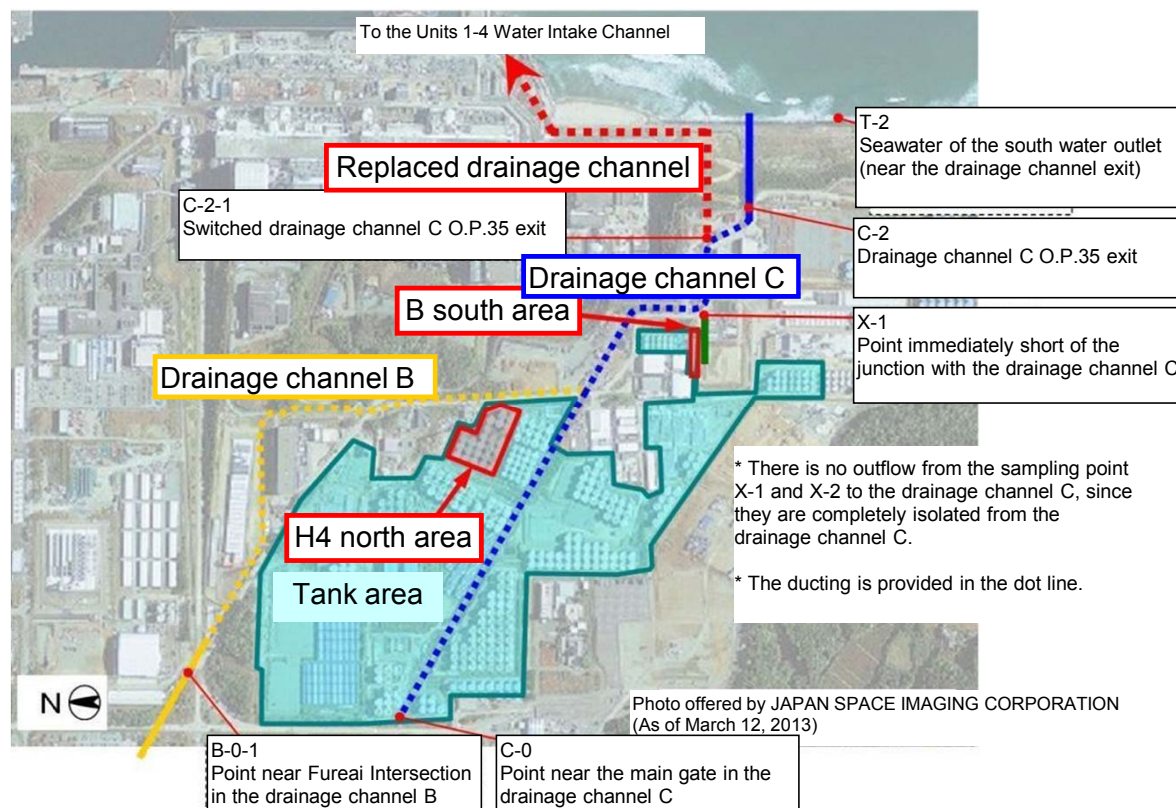 To the Units 1-4 Water Intake Channel
T-2
Seawater of the south water outlet
(near the drainage channel exit)
Replaced drainage channel
C-2-1
Switched drainage channel C O.P.35 exit
C-2
Drainage channel C O.P.35 exit
Drainage channel C
B south area
X-1
Point immediately short of the
junction with the drainage channel C
Drainage channel B
* There is no outflow from the sampling point
X-1 and X-2 to the drainage channel C, since
they are completely isolated from the
drainage channel C.
* The ducting is provided in the dot line.
H4 north area
Tank area
N
Photo offered by JAPAN SPACE IMAGING CORPORATION
(As of March 12, 2013)
B-0-1
Point near Fureai Intersection
in the drainage channel B
C-0
Point near the main gate in the
drainage channel C